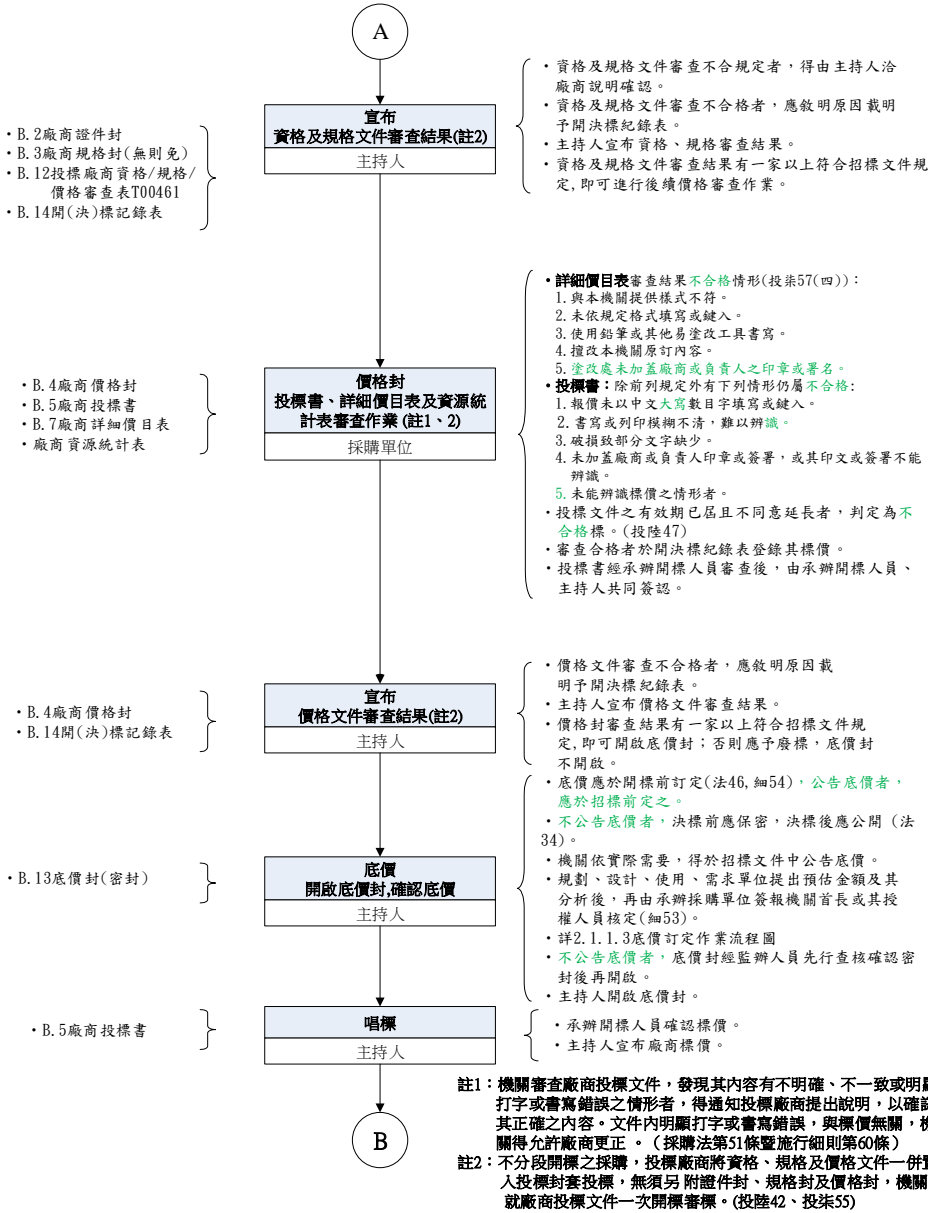 A
宣布
資格及規格文件審查結果(註2)
主持人
・B.2廠商證件封
・B.3廠商規格封(無則免)
・B.12投標廠商資格/規格/
價格審查表T00461
・B.14開(決)標記錄表
・資格及規格文件審查不合規定者，得由主持人洽
廠商說明確認。
・資格及規格文件審查不合格者，應敘明原因載明
予開決標紀錄表。
・主持人宣布資格、規格審查結果。
・資格及規格文件審查結果有一家以上符合招標文件規
定,即可進行後續價格審查作業。
價格封
投標書、詳細價目表及資源統
計表審查作業 (註1、2)
採購單位
・B.4廠商價格封
・B.5廠商投標書
・B.7廠商詳細價目表
・廠商資源統計表
・詳細價目表審查結果不合格情形(投柒57(四))：
1.與本機關提供樣式不符。
2.未依規定格式填寫或鍵入。
3.使用鉛筆或其他易塗改工具書寫。
4.擅改本機關原訂內容。
5.塗改處未加蓋廠商或負責人之印章或署名。
・投標書：除前列規定外有下列情形仍屬不合格:
1.報價未以中文大寫數目字填寫或鍵入。
2.書寫或列印模糊不清，難以辨識。
3.破損致部分文字缺少。
4.未加蓋廠商或負責人印章或簽署，或其印文或簽署不能
辨識。
5.未能辨識標價之情形者。
・投標文件之有效期已屆且不同意延長者，判定為不
合格標。(投陸47)
・審查合格者於開決標紀錄表登錄其標價。
・投標書經承辦開標人員審查後，由承辦開標人員、
主持人共同簽認。
宣布
價格文件審查結果(註2)
主持人
・B.4廠商價格封
・B.14開(決)標記錄表
・價格文件審查不合格者，應敘明原因載
明予開決標紀錄表。
・主持人宣布價格文件審查結果。
・價格封審查結果有一家以上符合招標文件規
定,即可開啟底價封；否則應予廢標，底價封
不開啟。
底價
開啟底價封,確認底價
主持人
・B.13底價封(密封)
・底價應於開標前訂定(法46,細54)，公告底價者，
應於招標前定之。
・不公告底價者，決標前應保密，決標後應公開 (法
34)。
・機關依實際需要，得於招標文件中公告底價。
・規劃、設計、使用、需求單位提出預估金額及其
分析後，再由承辦採購單位簽報機關首長或其授
權人員核定(細53)。
・詳2.1.1.3底價訂定作業流程圖
・不公告底價者，底價封經監辦人員先行查核確認密
封後再開啟。
・主持人開啟底價封。
唱標
主持人
・B.5廠商投標書
・承辦開標人員確認標價。
・主持人宣布廠商標價。
B
註1：機關審查廠商投標文件，發現其內容有不明確、不一致或明顯
打字或書寫錯誤之情形者，得通知投標廠商提出說明，以確認
其正確之內容。文件內明顯打字或書寫錯誤，與標價無關，機
關得允許廠商更正 。（採購法第51條暨施行細則第60條）
註2：不分段開標之採購，投標廠商將資格、規格及價格文件一併置
入投標封套投標，無須另 附證件封、規格封及價格封，機關
就廠商投標文件一次開標審標。(投陸42、投柒55)